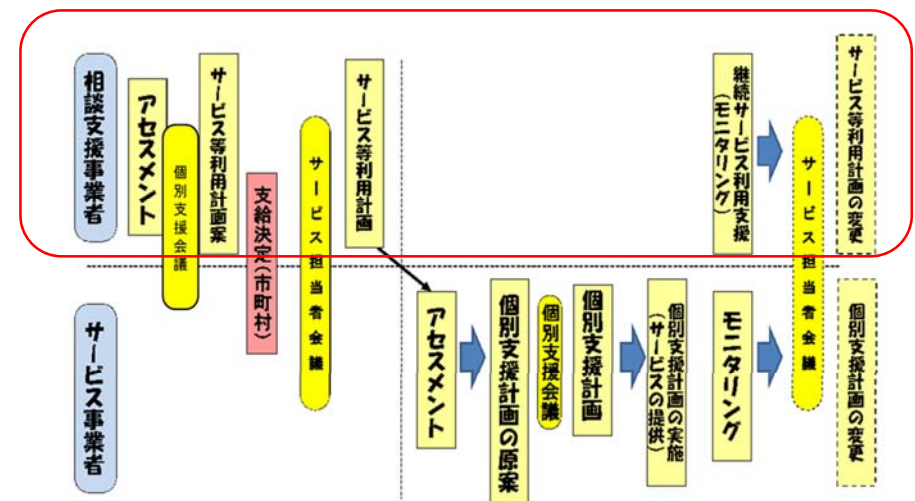 相談支援事業者
アセスメント
個別支援会議
サービス等利用計画案
支給決定(市町村)
サービス担当者会議
サービス等利用計画
継続サービス利用支援
(モニタリング)
サービス担当者会議
サービス等利用計画の変更
サービス事業者
アセスメント
個別支援計画の原案
個別支援会議
個別支援計画
個別支援計画の実施
(サービスの提供)
モニタリング
個別支援計画の変更